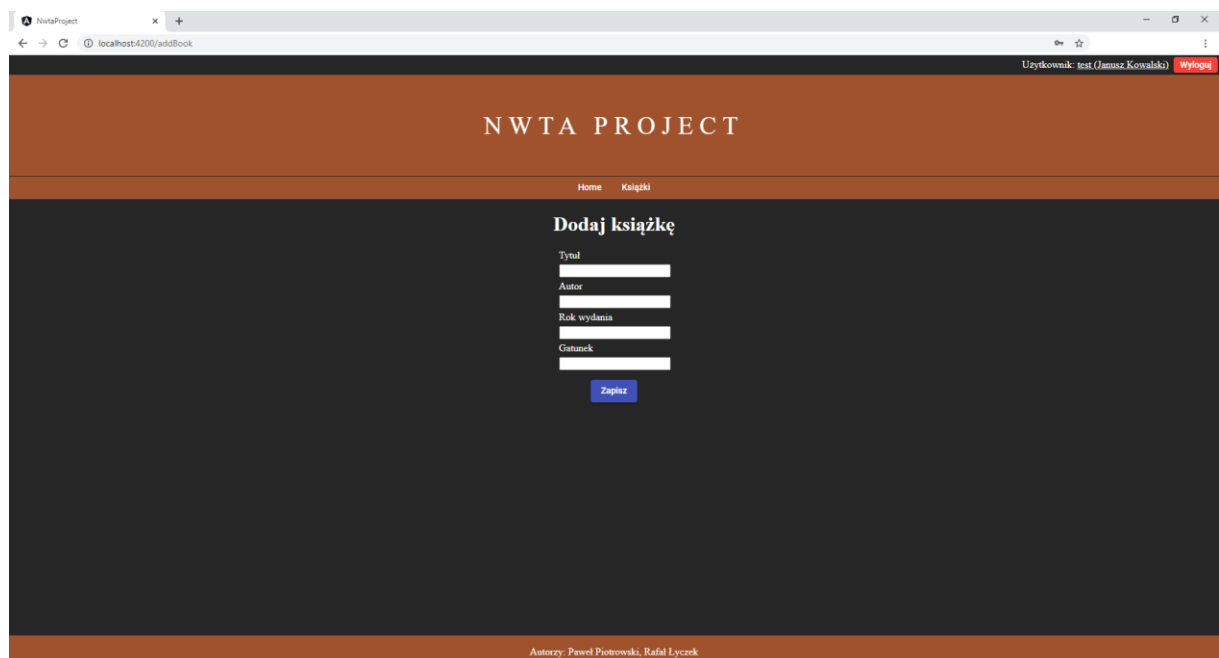 NwtaProject
localhost:4200/addBook
Użytkownik: test (Janusz Kowalski) Wyloguj
NWTA PROJECT
Home Książki
Dodaj książkę
Tytuł
Autor
Rok wydania
Gatunek
Zapisz
Autorzy: Paweł Piotrowski, Rafał Łyczek